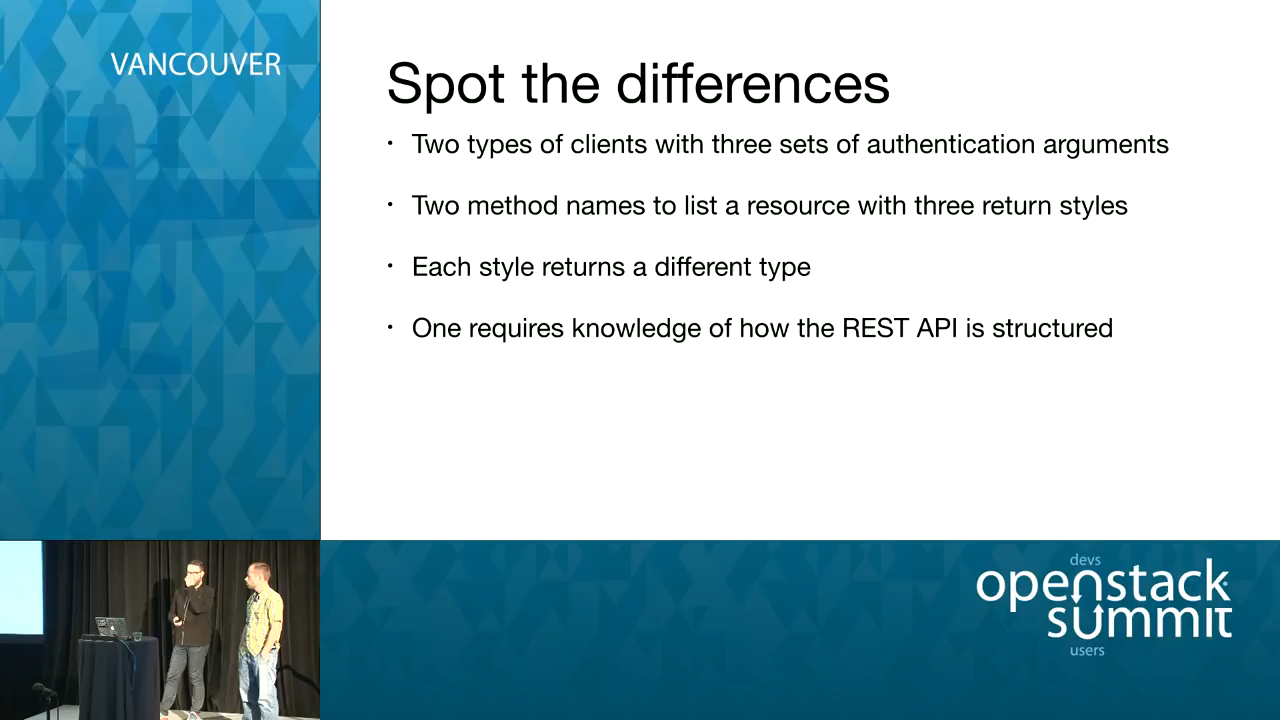 VANCOUVER
Spot the differences
• Two types of clients with three sets of authentication arguments
• Two method names to list a resource with three return styles
• Each style returns a different type
• One requires knowledge of how the REST API is structured
devs
openstack
summit
users